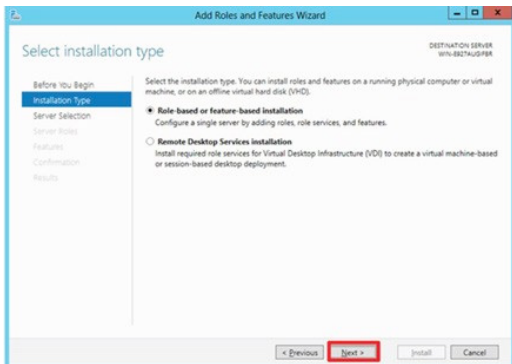 Add Roles and Features Wizard
Select installation type
DESTINATION SERVER
Before You Begin
Installation Type
Server Selection
Server Roles
Features
Confirmation
Results
Select the installation type. You can install roles and features on a running physical computer or virtual
machine, or on an offline virtual hard disk (VHD).
Role-based or feature-based installation
Configure a single server by adding roles, role services, and features.
Remote Desktop Services installation
Install required role services for Virtual Desktop Infrastructure (VDI) to create a virtual machine-based
or session-based desktop deployment.
< Previous
Next >
Install
Cancel